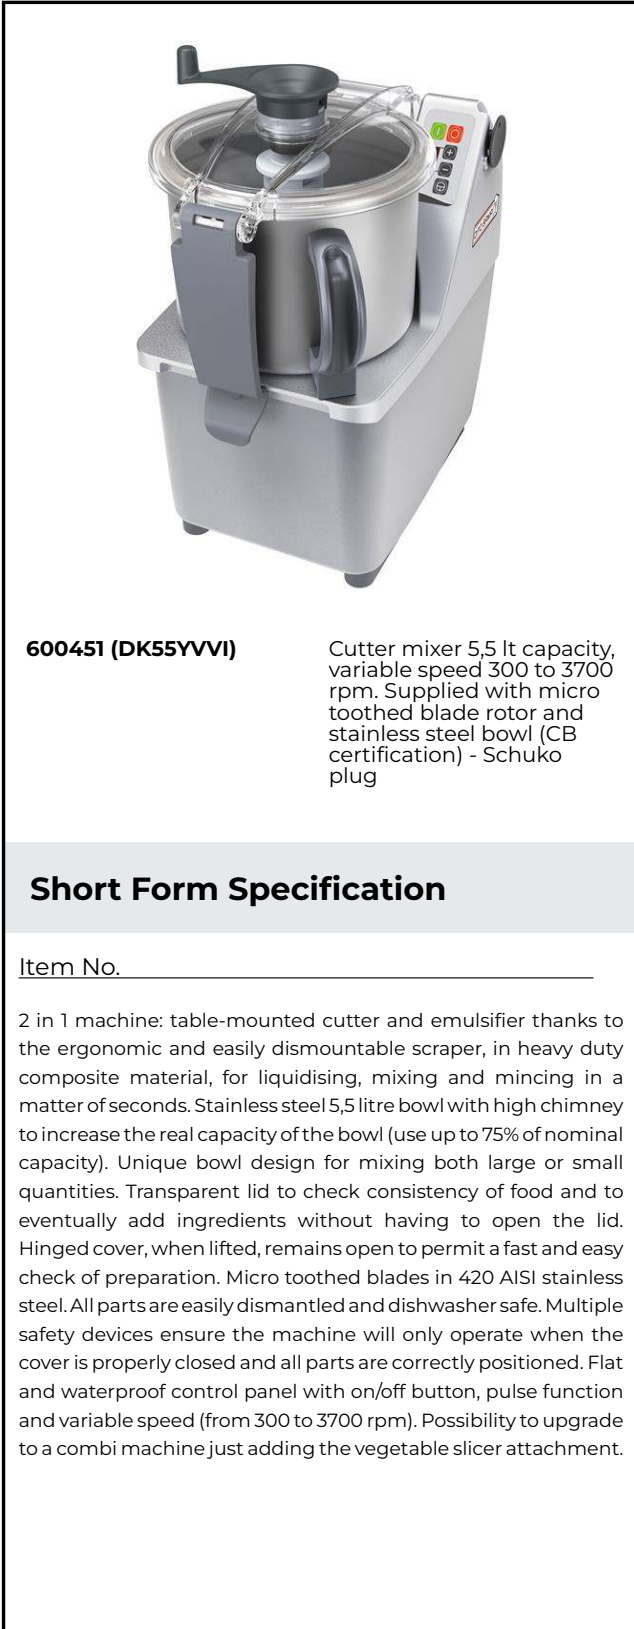 600451 (DK55YVVI)
Cutter mixer 5,5 lt capacity,
variable speed 300 to 3700
rpm. Supplied with micro
toothed blade rotor and
stainless steel bowl (CB
certification) - Schuko
plug
Short Form Specification
Item No.
2 in 1 machine: table-mounted cutter and emulsifier thanks to
the ergonomic and easily dismountable scraper, in heavy duty
composite material, for liquidising, mixing and mincing in a
matter of seconds. Stainless steel 5,5 litre bowl with high chimney
to increase the real capacity of the bowl (use up to 75% of nominal
capacity). Unique bowl design for mixing both large or small
quantities. Transparent lid to check consistency of food and to
eventually add ingredients without having to open the lid.
Hinged cover, when lifted, remains open to permit a fast and easy
check of preparation. Micro toothed blades in 420 AISI stainless
steel. All parts are easily dismantled and dishwasher safe. Multiple
safety devices ensure the machine will only operate when the
cover is properly closed and all parts are correctly positioned. Flat
and waterproof control panel with on/off button, pulse function
and variable speed (from 300 to 3700 rpm). Possibility to upgrade
to a combi machine just adding the vegetable slicer attachment.